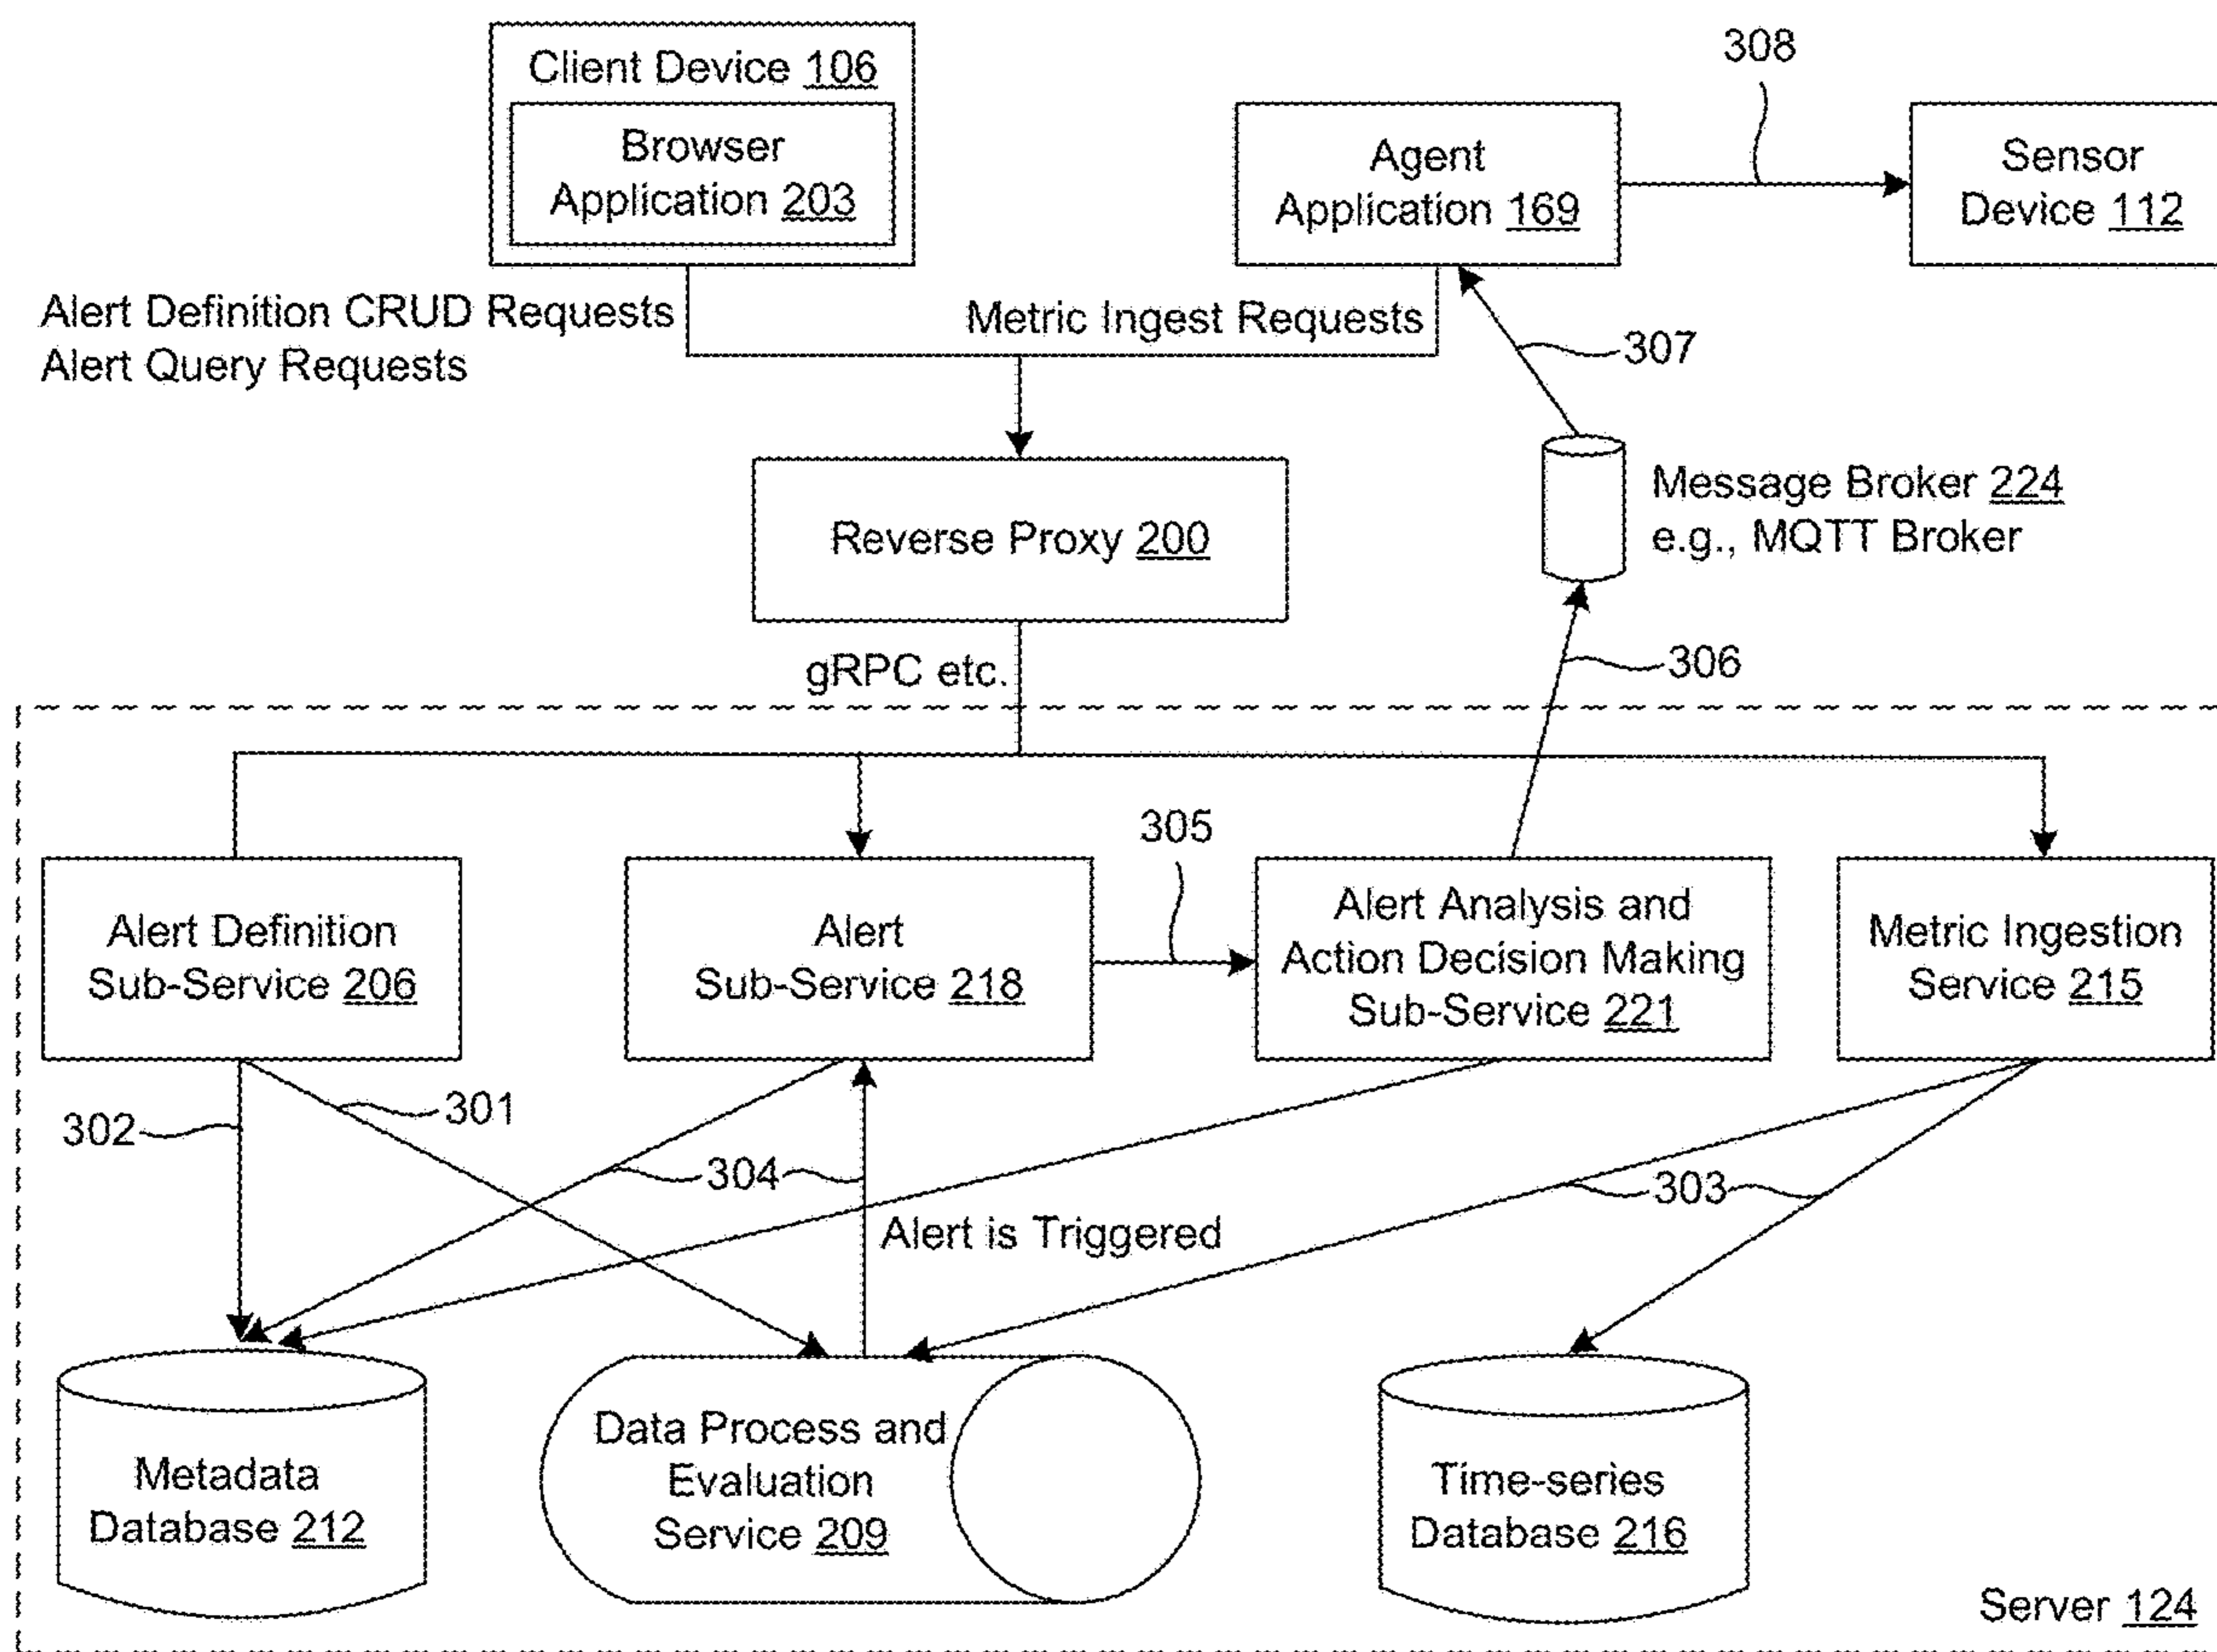 Client Device 106
Browser
Application 203
Agent
Application 169
308
Sensor
Device 112
Alert Definition CRUD Requests
Alert Query Requests
Metric Ingest Requests
307
Reverse Proxy 200
Message Broker 224
e.g., MQTT Broker
gRPC etc.
306
305
Alert Definition
Sub-Service 206
Alert
Sub-Service 218
Alert Analysis and
Action Decision Making
Sub-Service 221
Metric Ingestion
Service 215
302
301
304
303
Alert is Triggered
Metadata
Database 212
Data Process and
Evaluation
Service 209
Time-series
Database 216
Server 124